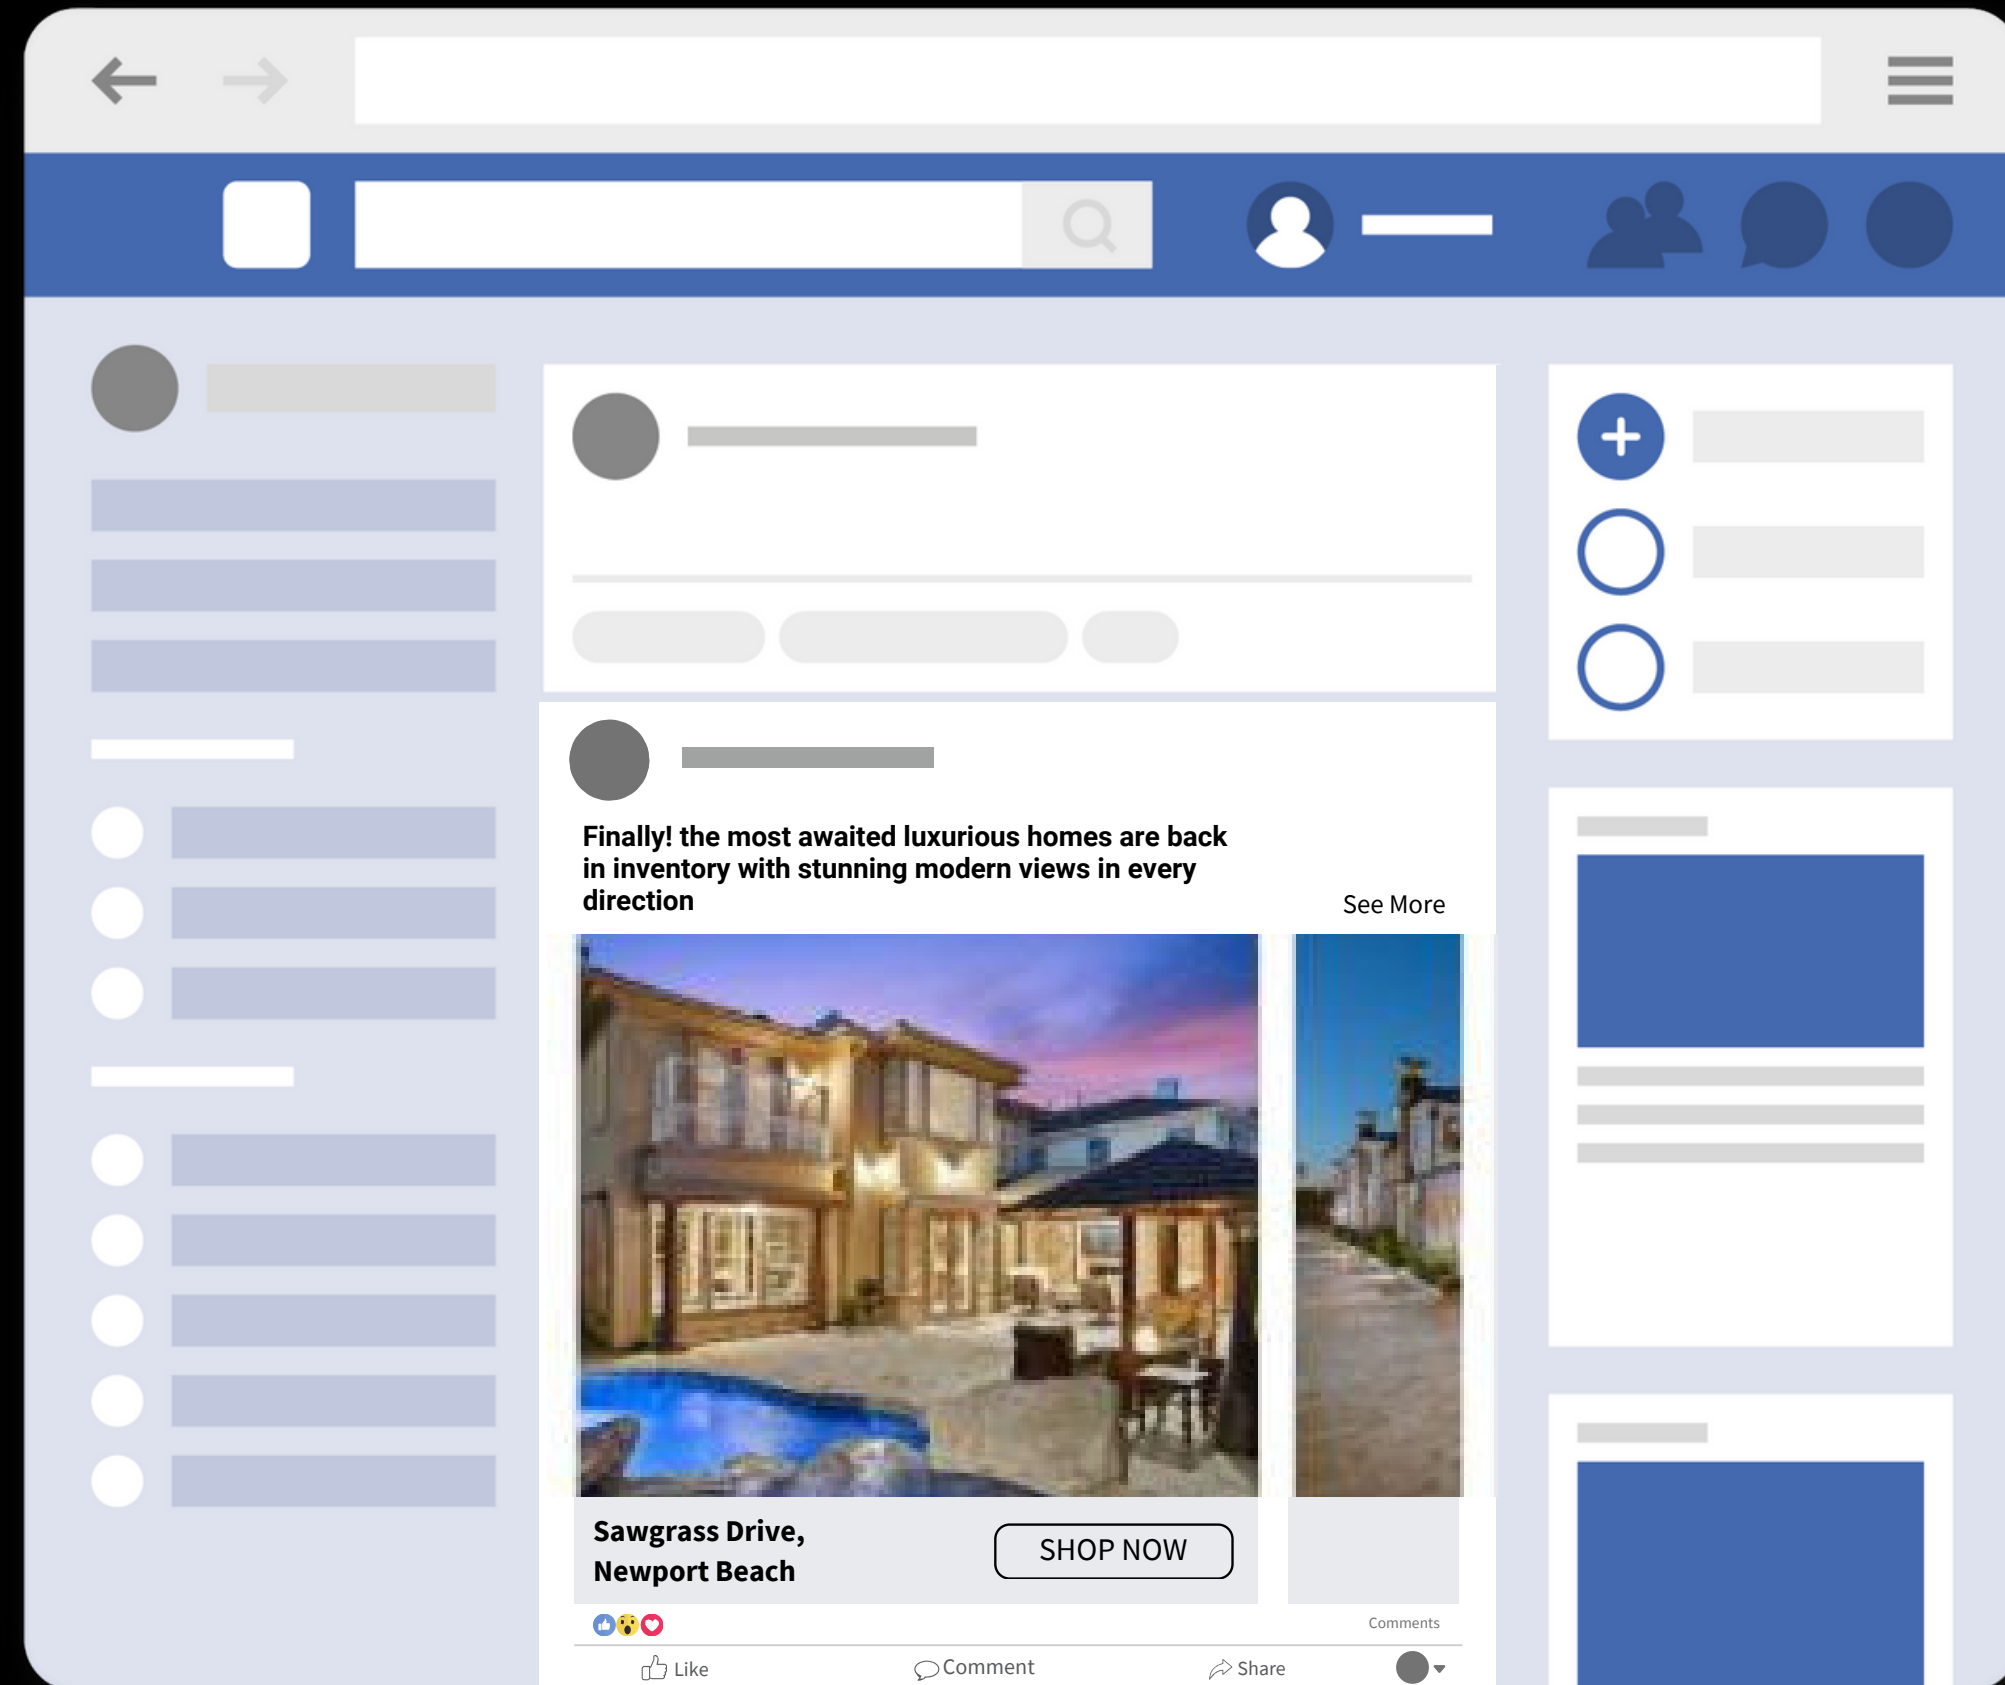 Finally! the most awaited luxurious homes are back
in inventory with stunning modern views in every
direction
See More
Sawgrass Drive,
Newport Beach
SHOP NOW
Comments
Like
Comment
Share